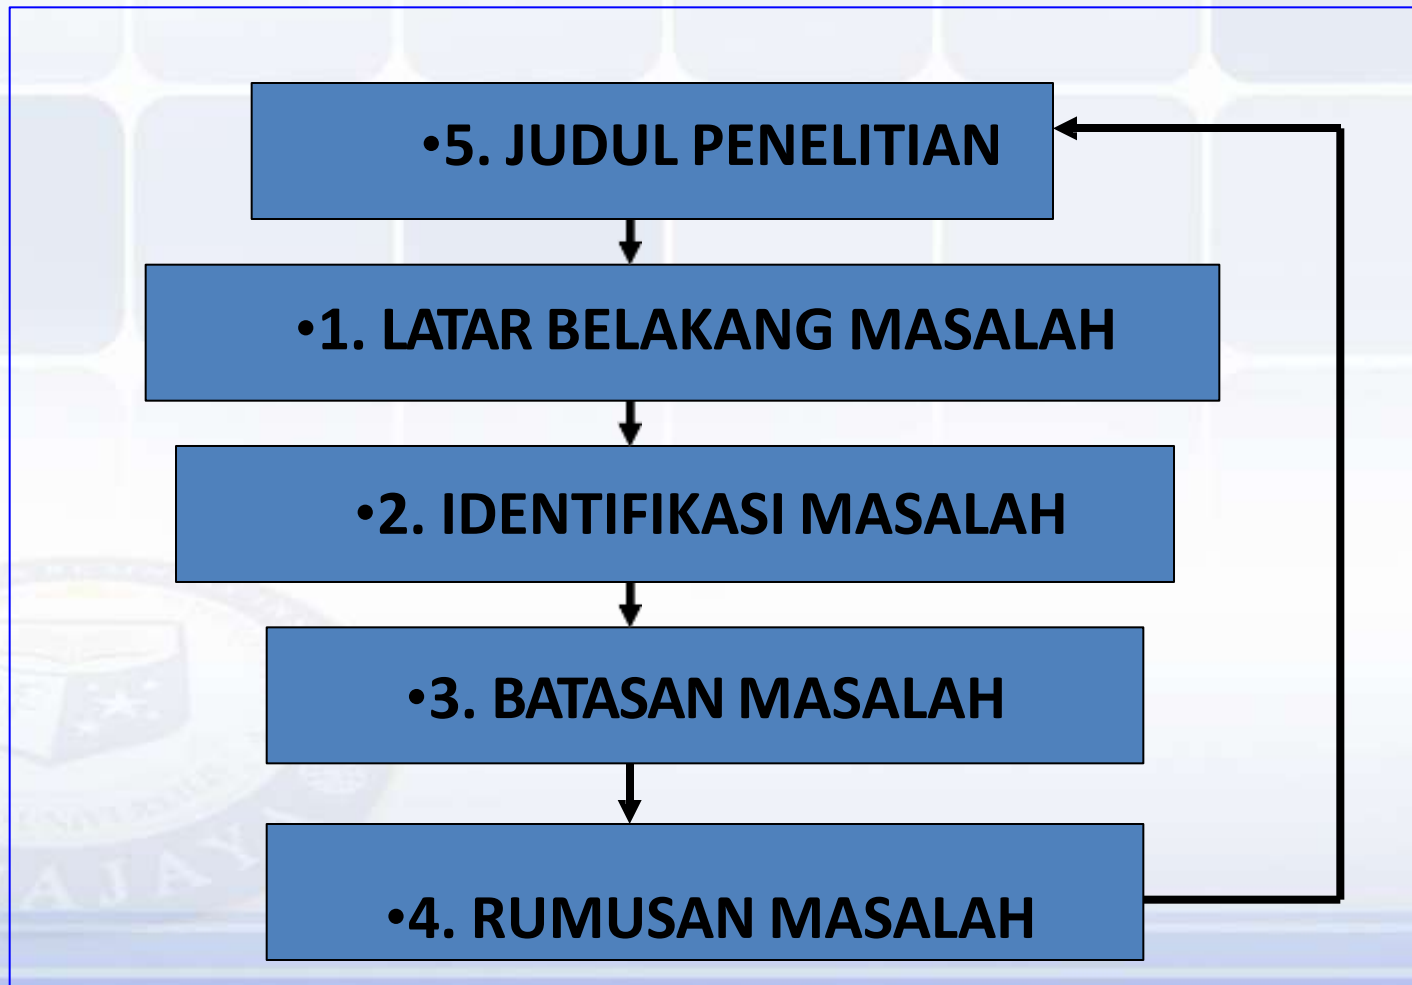 •5. JUDUL PENELITIAN
•1. LATAR BELAKANG MASALAH
•2. IDENTIFIKASI MASALAH
•3. BATASAN MASALAH
•4. RUMUSAN MASALAH